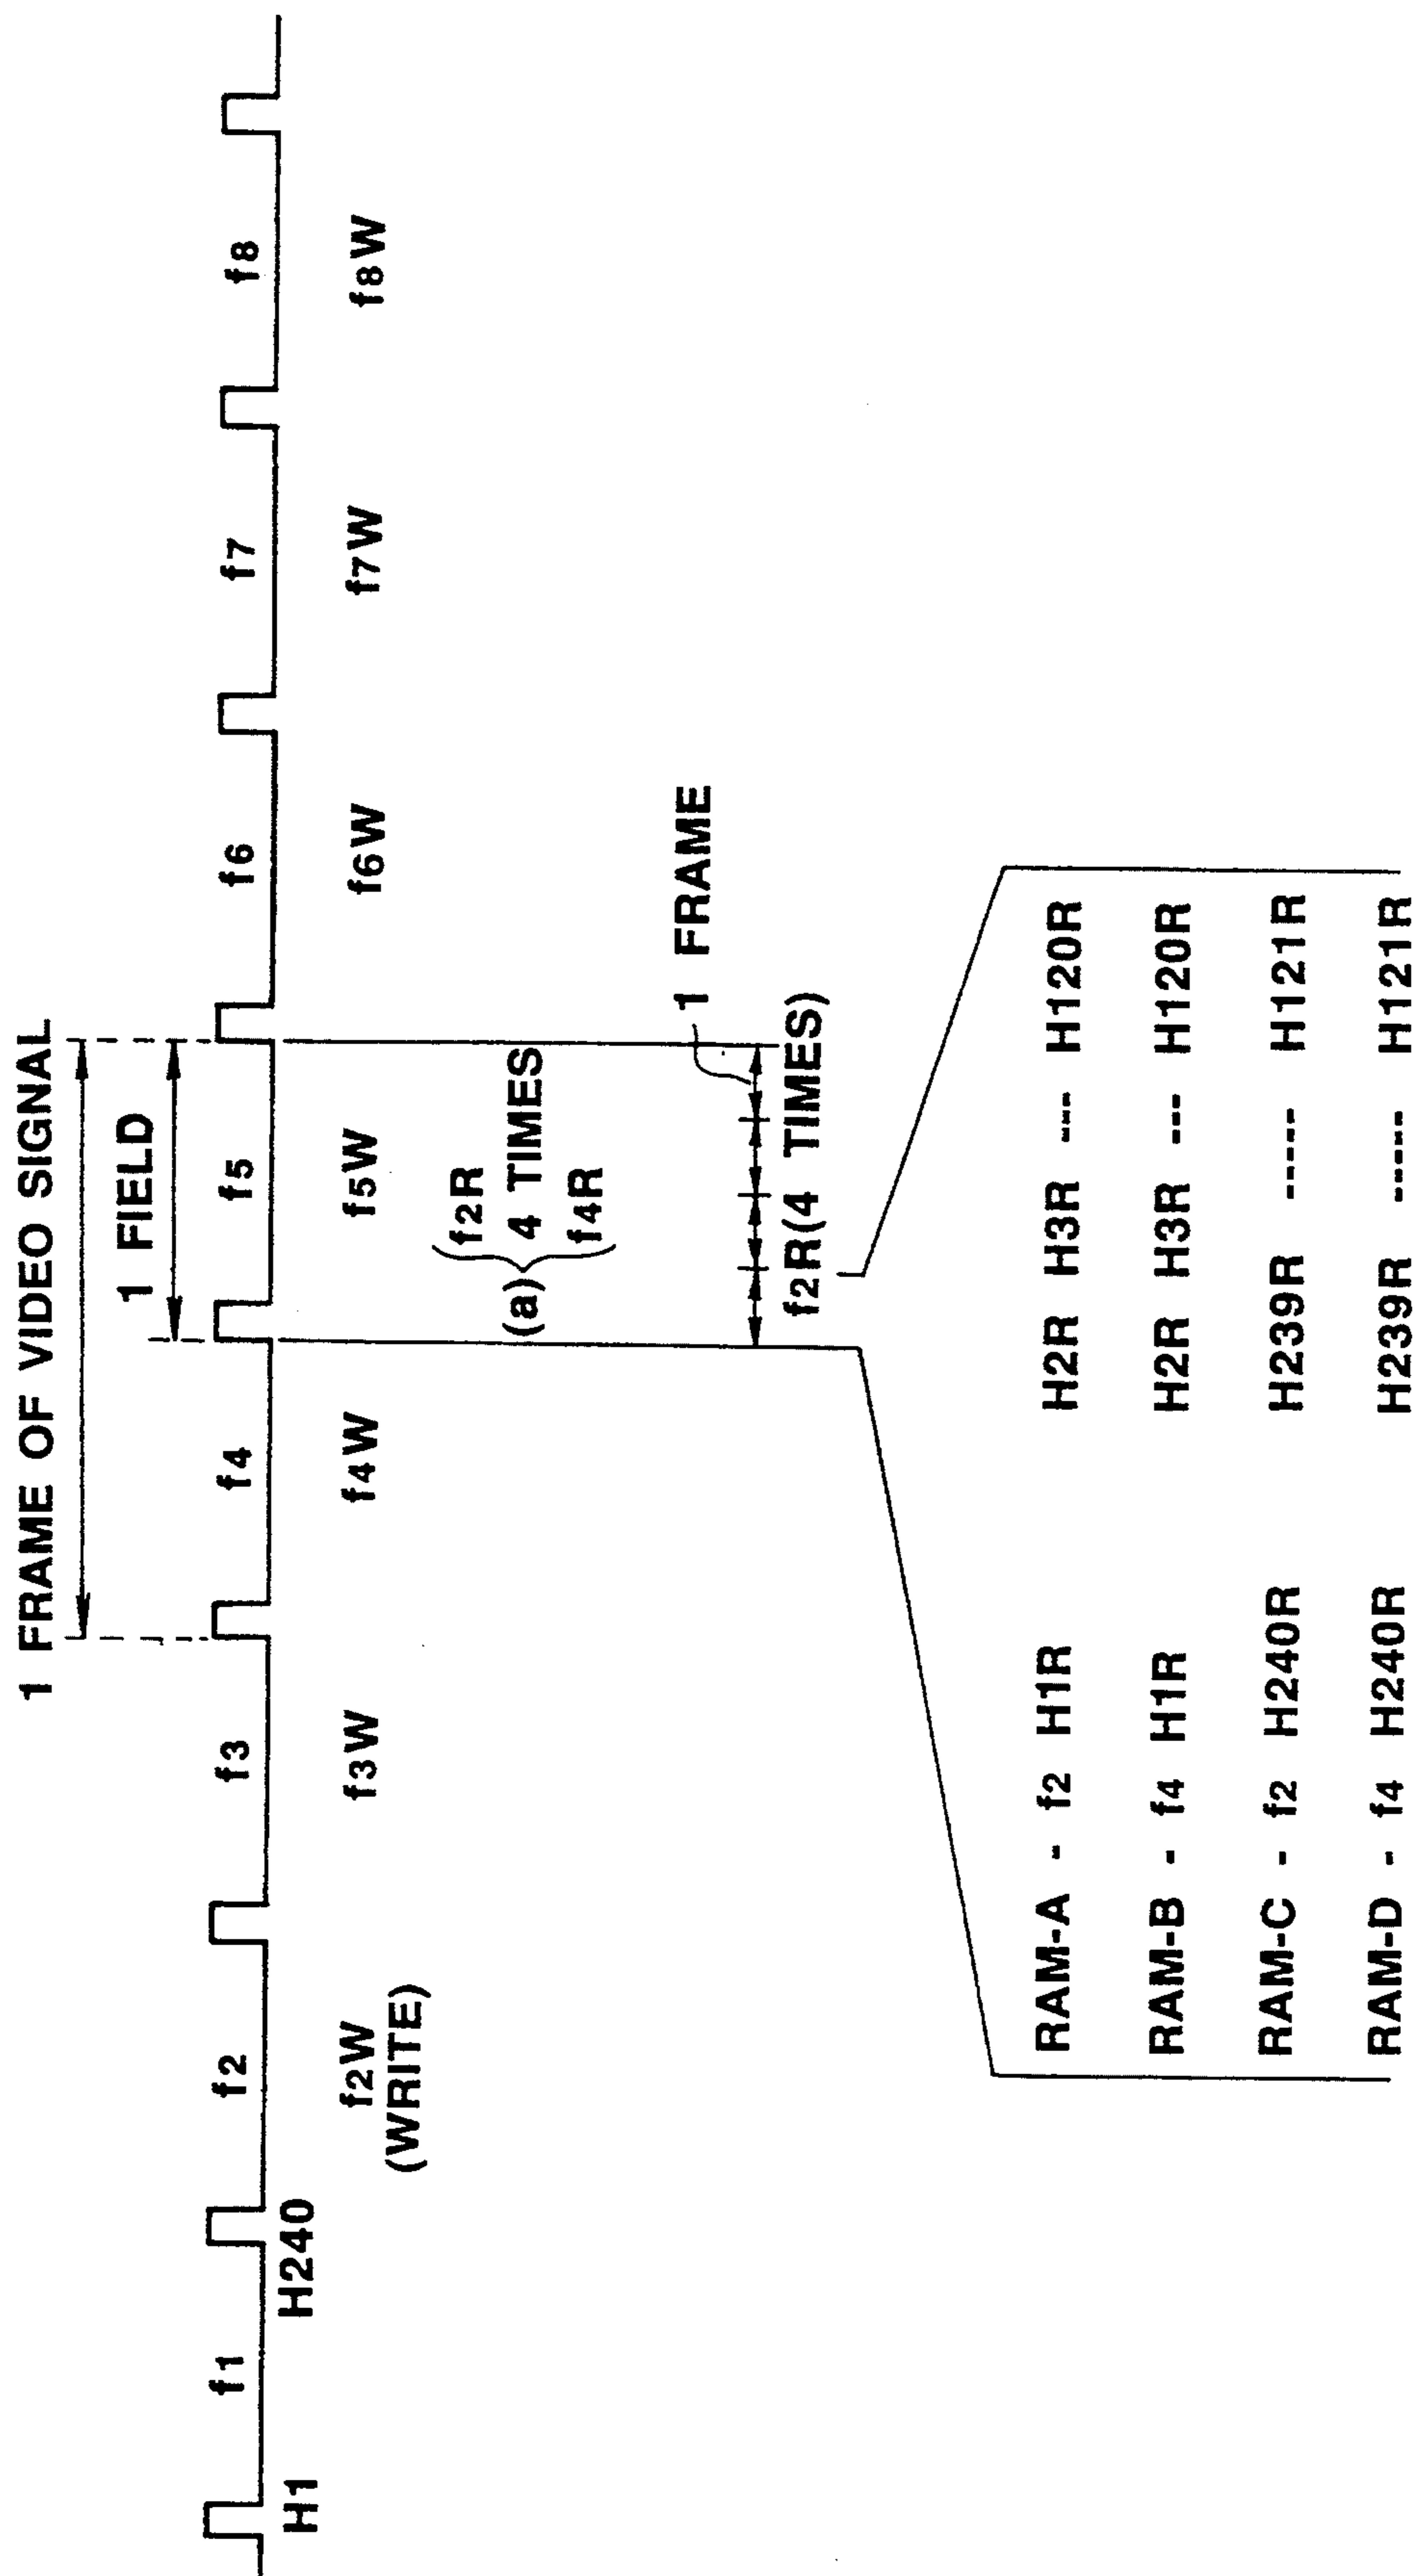 1 FRAME OF VIDEO SIGNAL
1 FIELD
f1 f2 f3 f4 f5 f6 f7 f8
H1 H240
f2W f3W f4W f5W f6W f7W f8W
(WRITE)
f2R
(a) 4 TIMES
f4R
1 FRAME
f2R(4 TIMES)
RAM-A - f2 H1R H2R H3R --- H120R
RAM-B - f4 H1R H2R H3R --- H120R
RAM-C - f2 H240R H239R ----- H121R
RAM-D - f4 H240R H239R ----- H121R